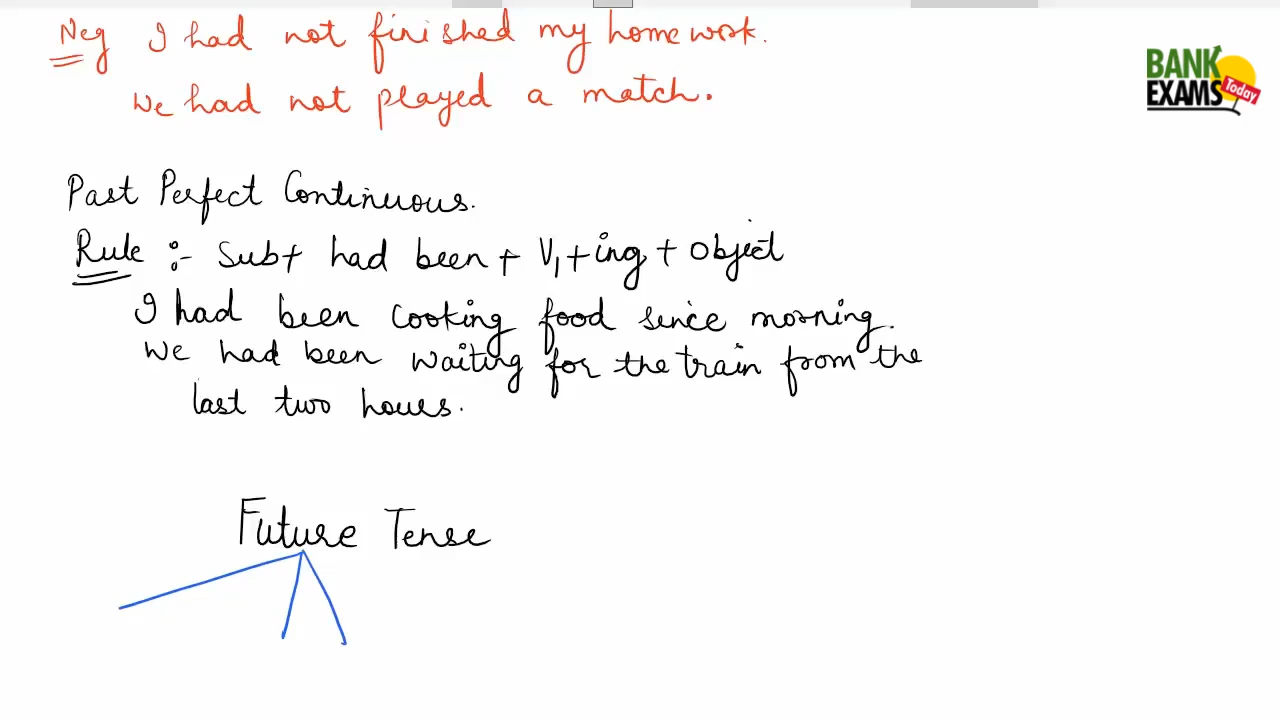 Neg I had not finished my homework.
We had not played a match.
BANK
EXAMS Today
Past Perfect Continuous.
Rule :- Sub+ had been + V1 + ing + Object
I had been cooking food since morning.
We had been waiting for the train from the
last two hours.
Future Tense